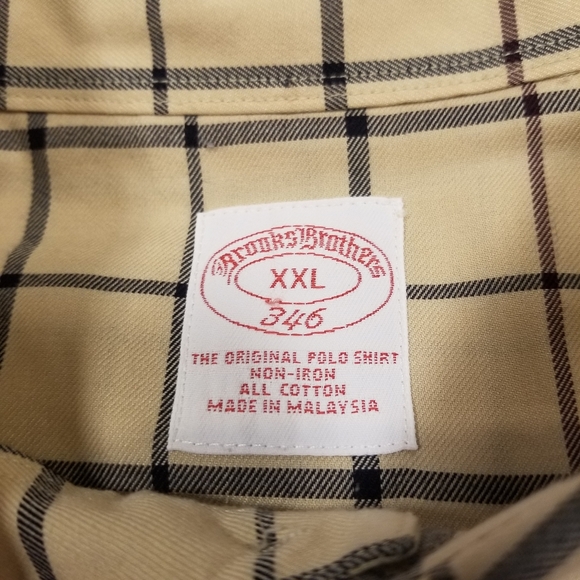 Brooks Brothers
XXL
346
THE ORIGINAL POLO SHIRT
NON-IRON
ALL COTTON
MADE IN MALAYSIA